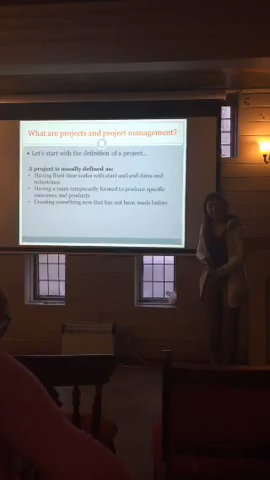 What are projects and project management?
• Let's start with the definition of a project...
A project is usually defined as:
• Having fixed time scales with start and end dates and
milestones
• Having a team temporarily formed to produce specific
outcomes and products
• Creating something new that has not been made before